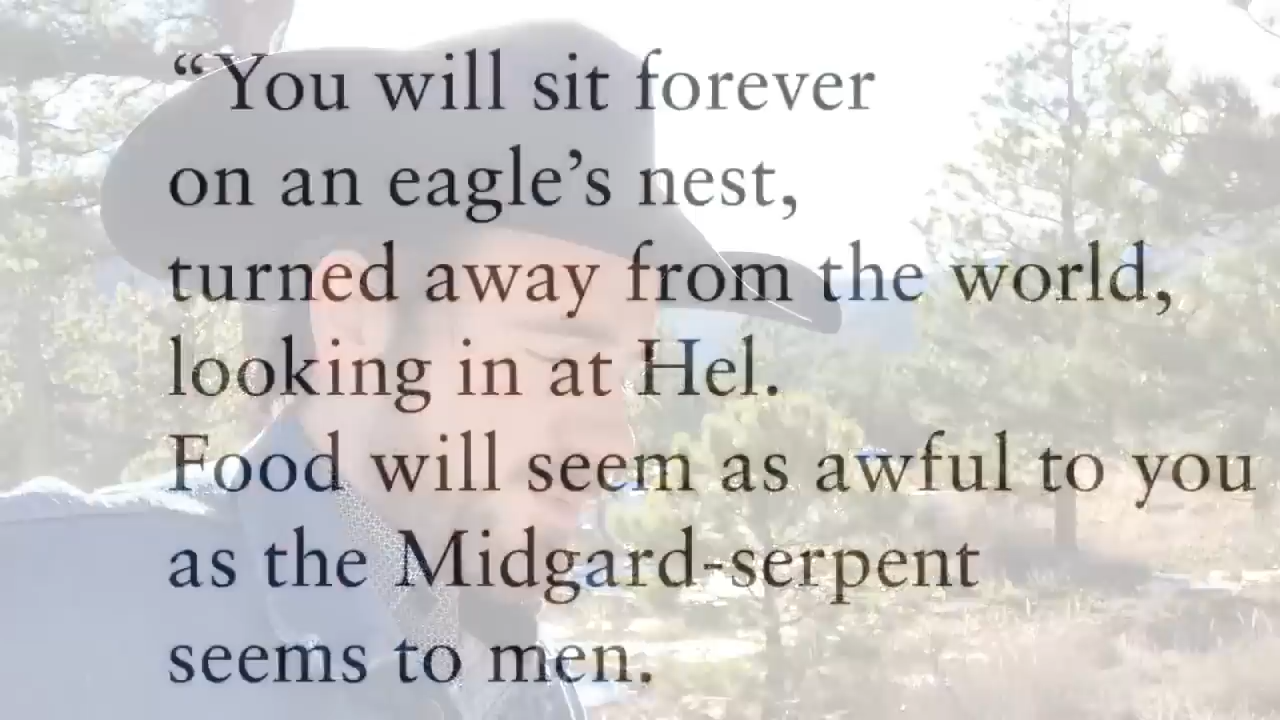 “You will sit forever
on an eagle’s nest,
turned away from the world,
looking in at Hel.
Food will seem as awful to you
as the Midgard-serpent
seems to men.